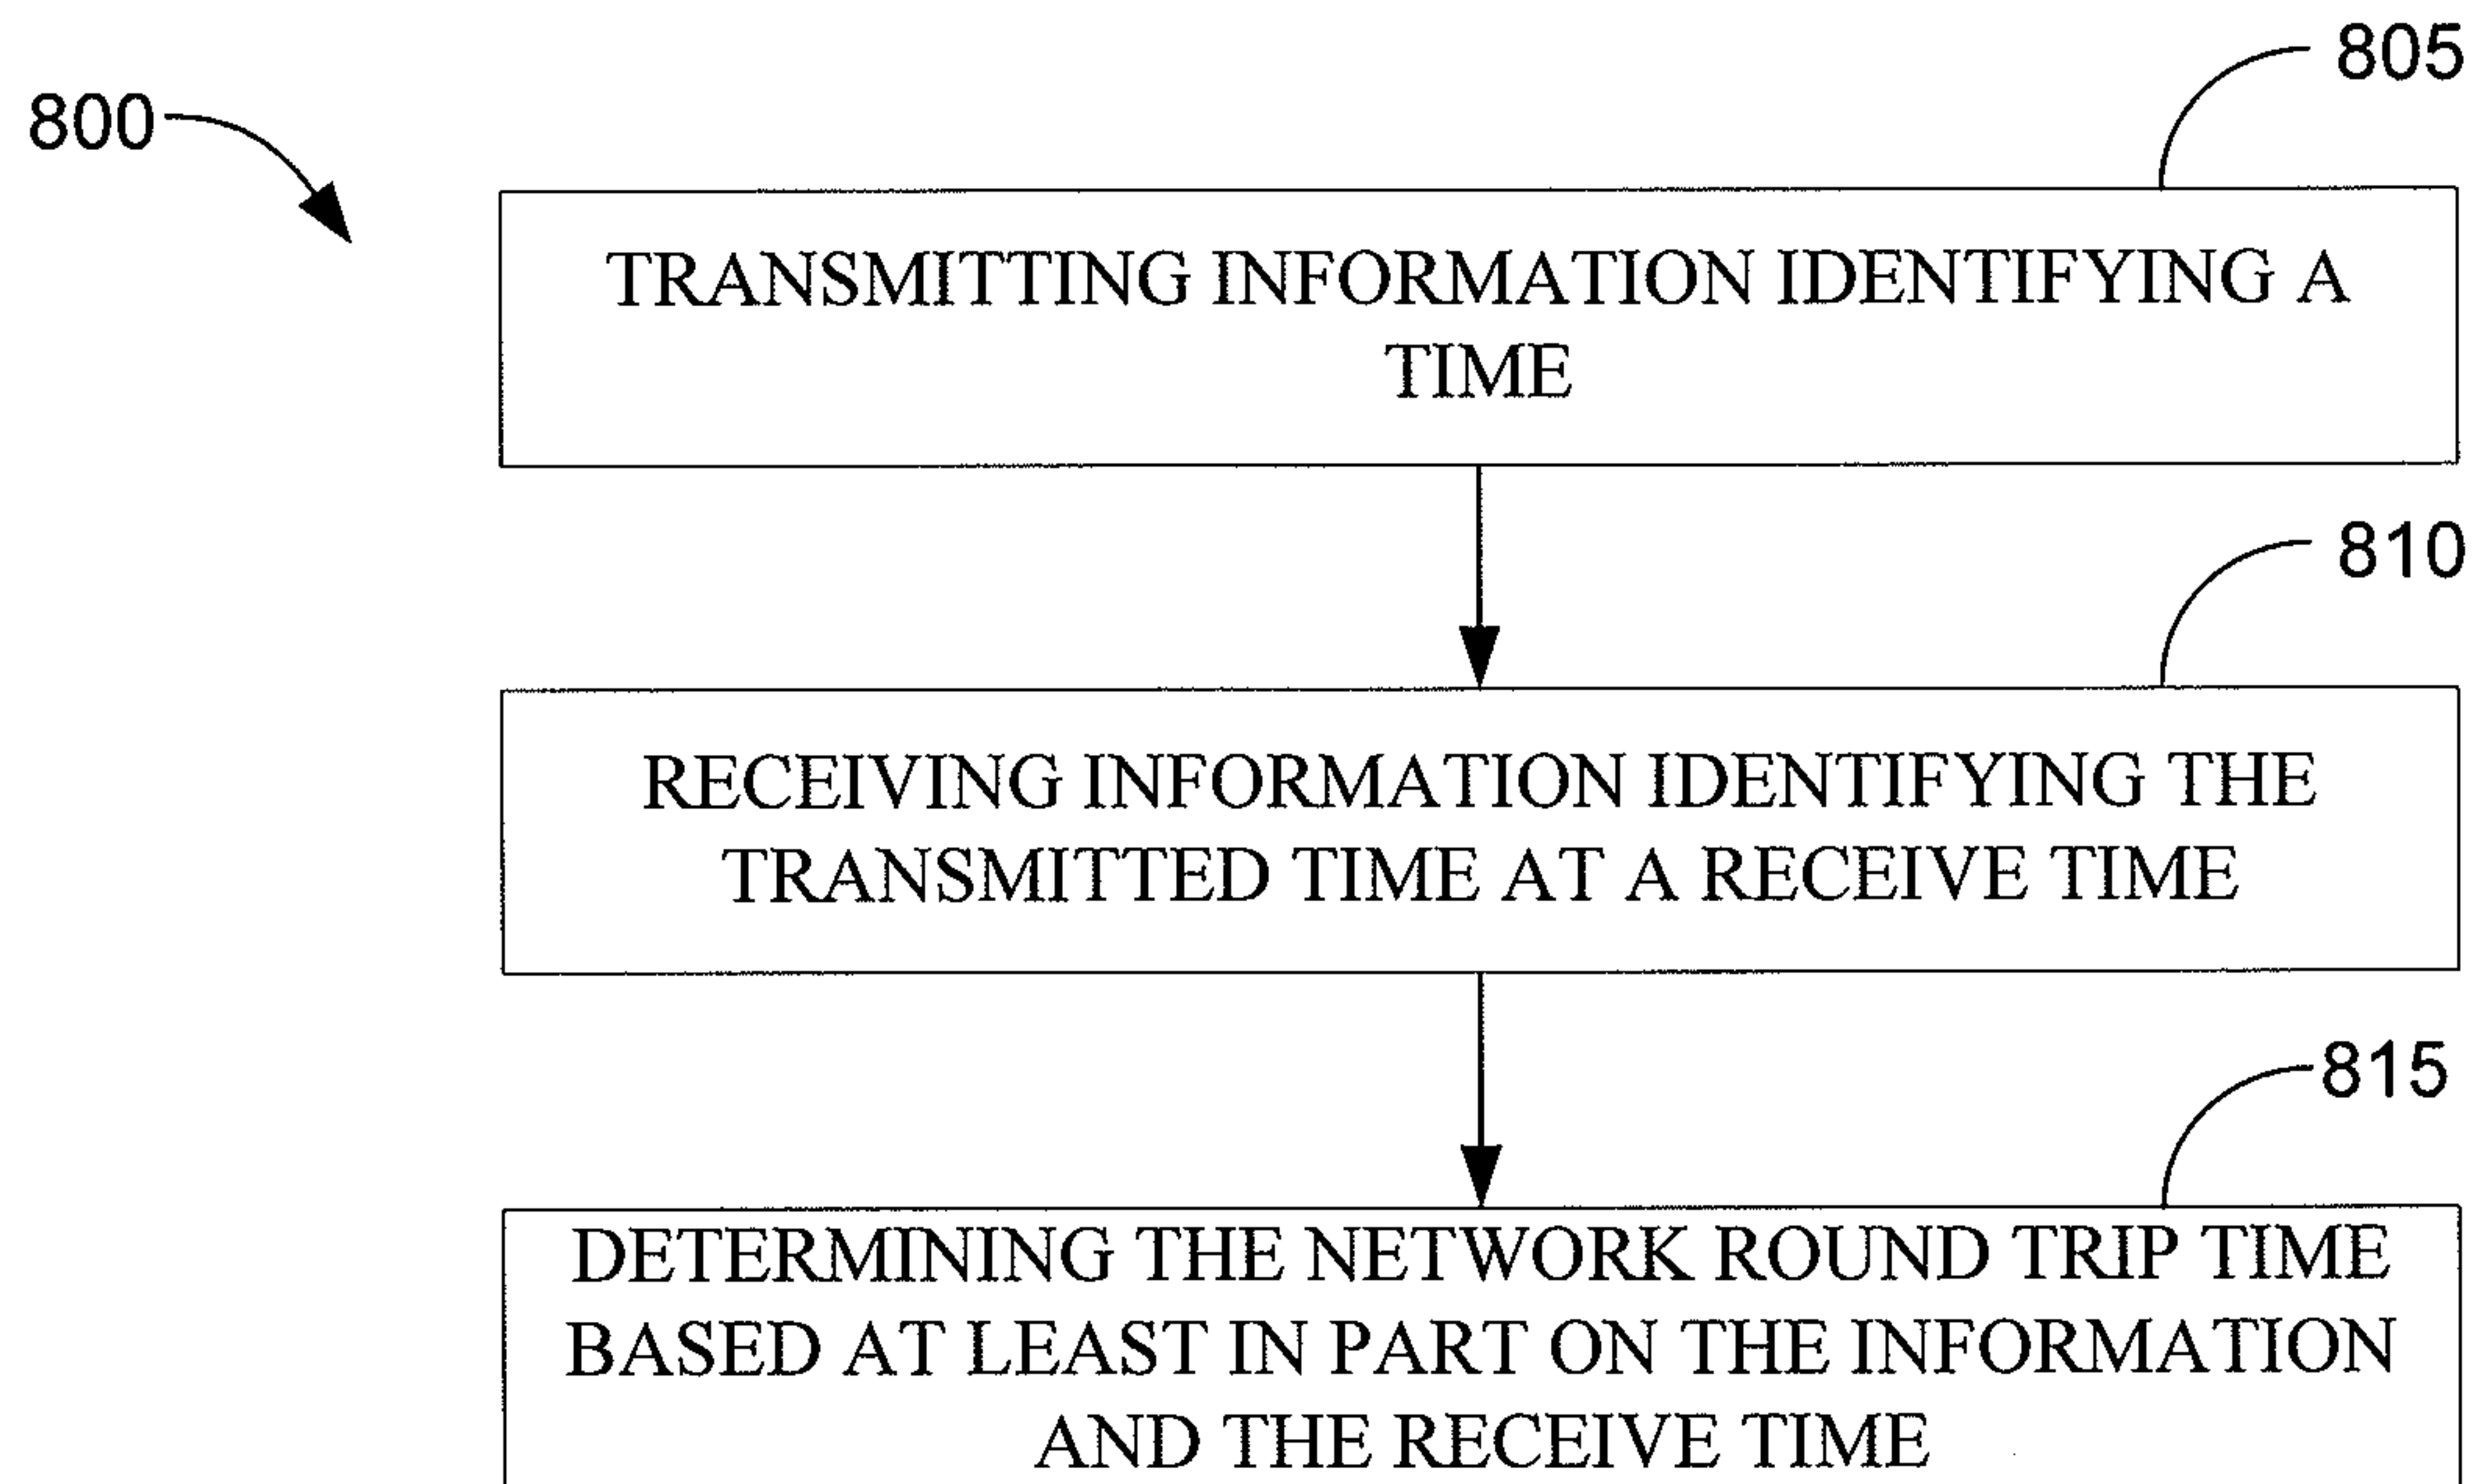 805
800
TRANSMITTING INFORMATION IDENTIFYING A
TIME
810
RECEIVING INFORMATION IDENTIFYING THE
TRANSMITTED TIME AT A RECEIVE TIME
815
DETERMINING THE NETWORK ROUND TRIP TIME
BASED AT LEAST IN PART ON THE INFORMATION
AND THE RECEIVE TIME